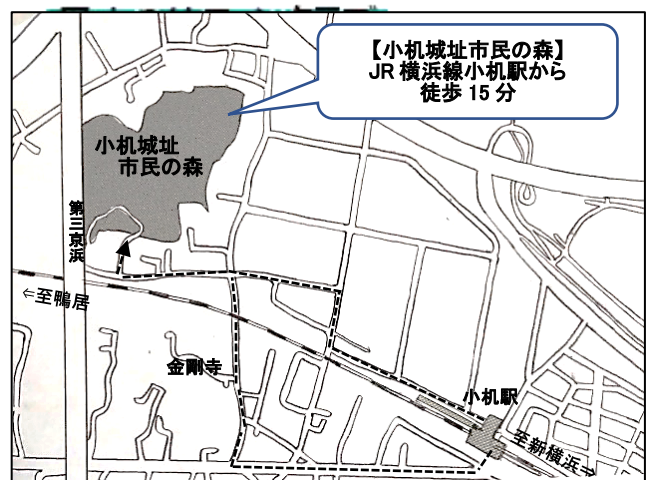 【小机城址市民の森】
JR 横浜線小机駅から
徒歩 15 分
小机城址
市民の森
第三京浜
⇐至鴨居
金剛寺
小机駅
至新横浜⇒